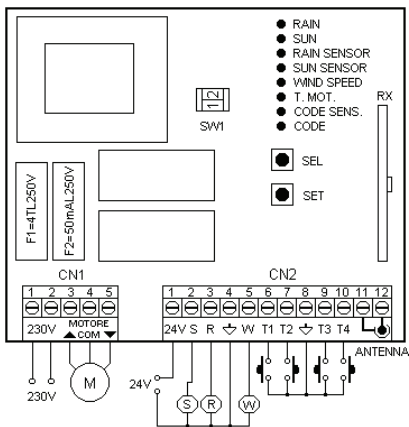 RAIN
SUN
RAIN SENSOR
SUN SENSOR
WIND SPEED
T. MOT.
CODE SENS.
CODE
RX
1 2
SW1
SEL
SET
F1=4TL250V
F2=50mAL250V
CN1
CN2
1 2 3 4 5
1 2 3 4 5 6 7 8 9 10 11 12
230V MOTORE COM
24V S R W T1 T2 T3 T4
ANTENNA
230V
M
24V
S
R
W